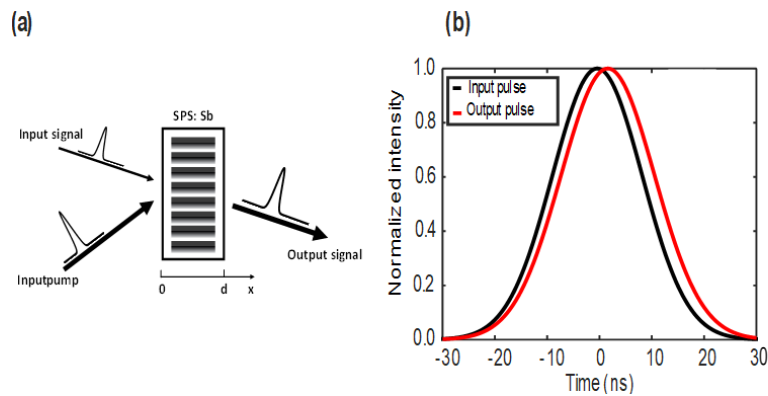 (a)
SPS: Sb
Input signal
Inputpump
Output signal
0 d x
(b)
Normalized intensity
1.0
0.8
0.6
0.4
0.2
0.0
Input pulse
Output pulse
-30 -20 -10 0 10 20 30
Time (ns)